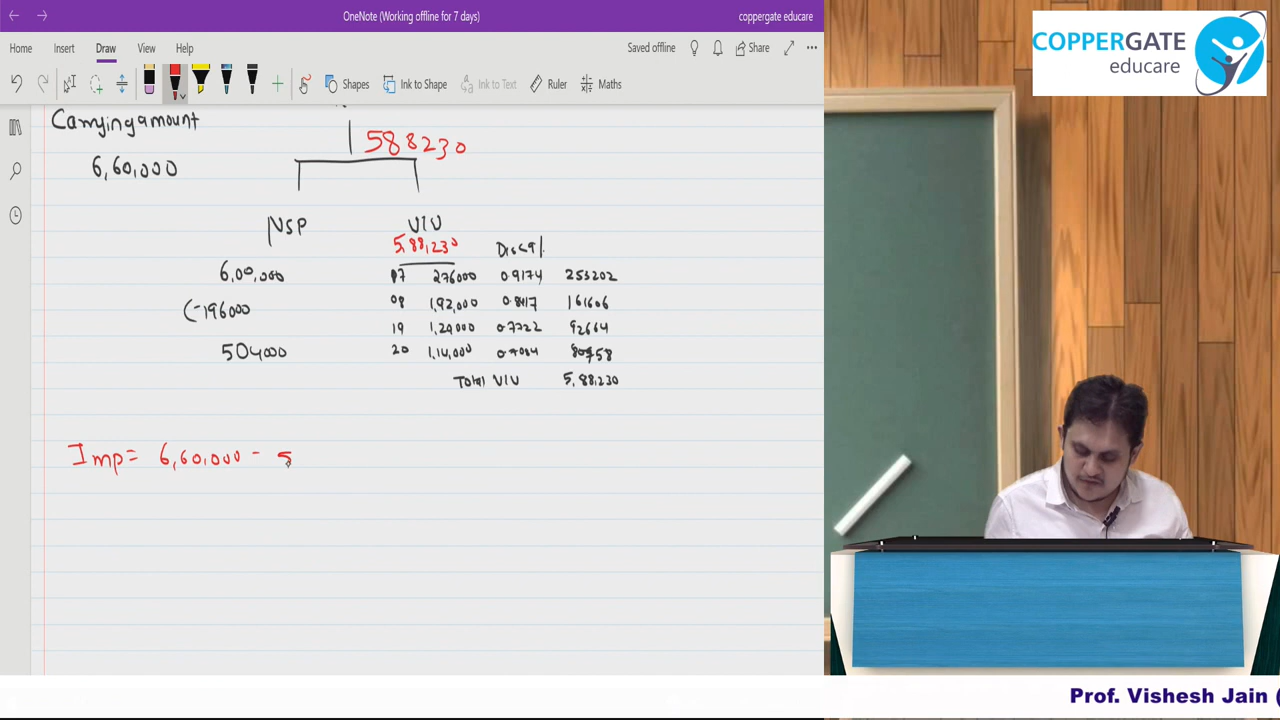 OneNote (Working offline for 7 days)
coppergate educare
Home Insert Draw View Help
Saved offline
Share
Shapes
Ink to Shape
Ink to Text
Ruler
Maths
COPPERGATE
educare
Carrying amount
6,60,000
588230
NSP
VIU
5,88,230
Disc 9%
6,00,000
(-196000
504000
276000 0.9174 253202
08 1,92,000 0.8417 161606
19 1,20,000 0.7722 92664
20 1,14,000 0.7084 80758
Total VIU 5,88,230
Imp= 6,60,000 - 5
Prof. Vishesh Jain (